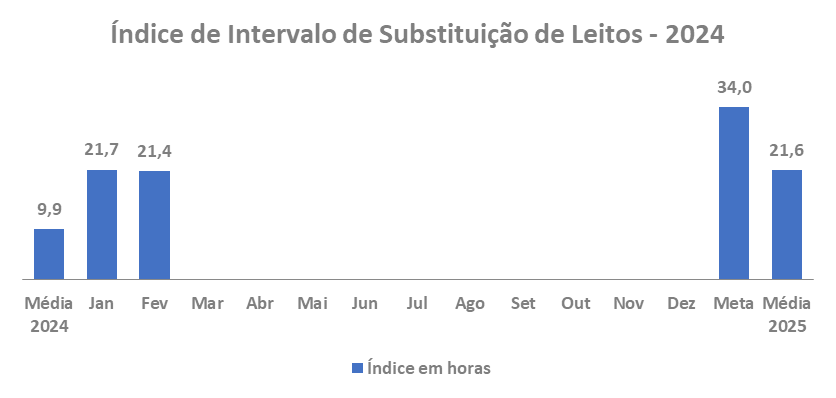 Índice de Intervalo de Substituição de Leitos - 2024
34,0
21,7
21,4
21,6
9,9
Média Jan Fev Mar Abr Mai Jun Jul Ago Set Out Nov Dez Meta Média
2024 2025
Índice em horas